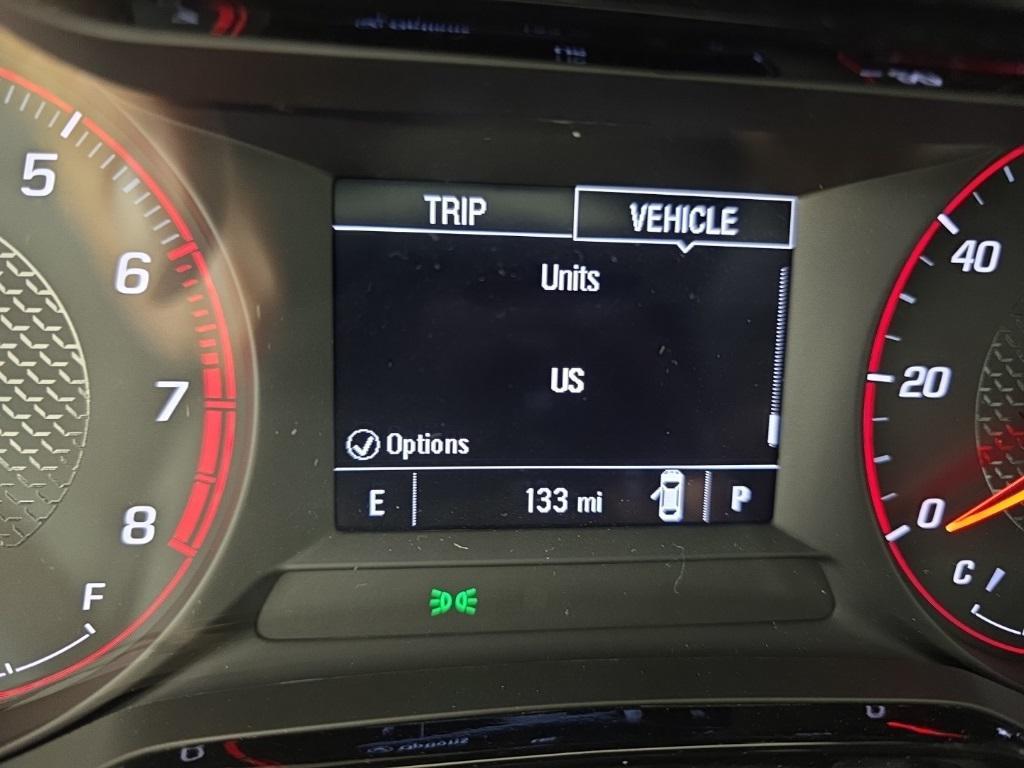 TRIP VEHICLE
5
Units
40
6
US
20
7
Options
E 133 mi P
0
8
C
F